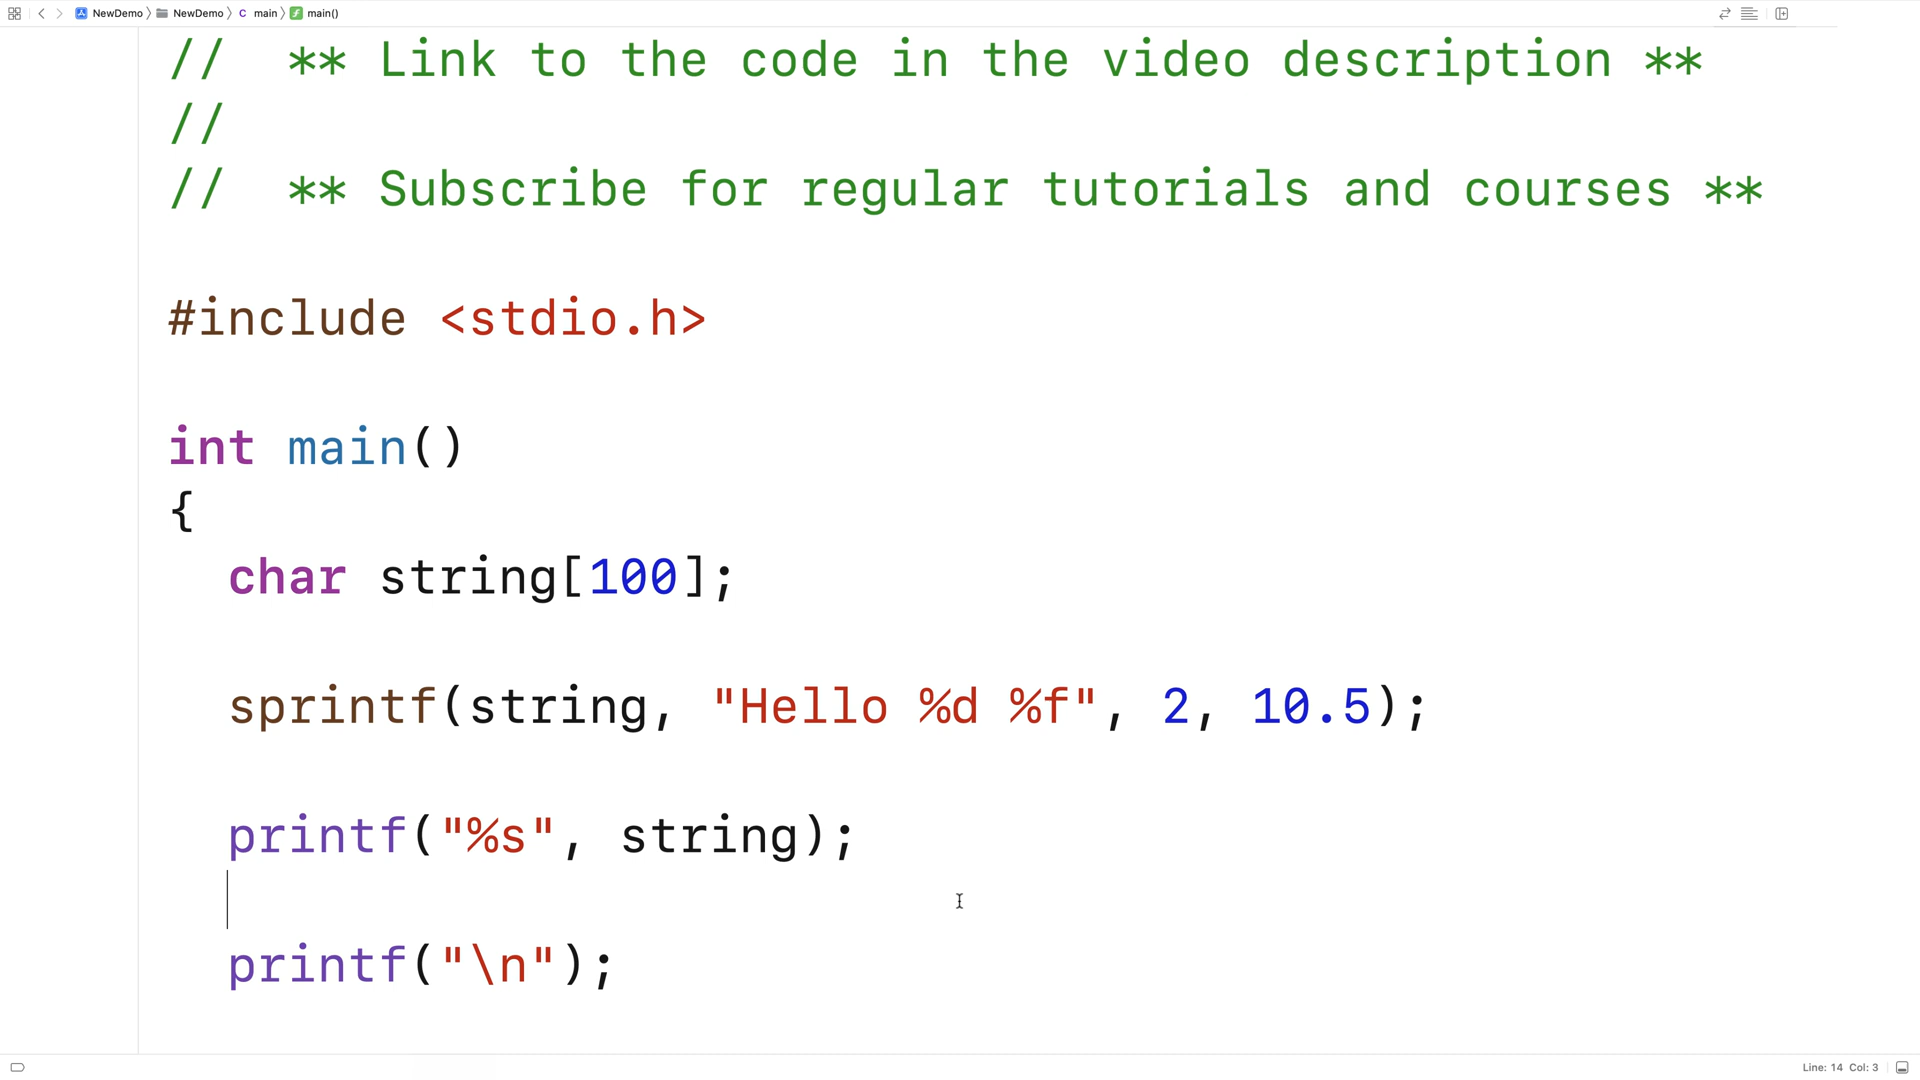 NewDemo NewDemo C main f main()
// ** Link to the code in the video description **
//
// ** Subscribe for regular tutorials and courses **
#include <stdio.h>
int main()
{
char string[100];
sprintf(string, "Hello %d %f", 2, 10.5);
printf("%s", string);
printf("\n");
Line: 14 Col: 3